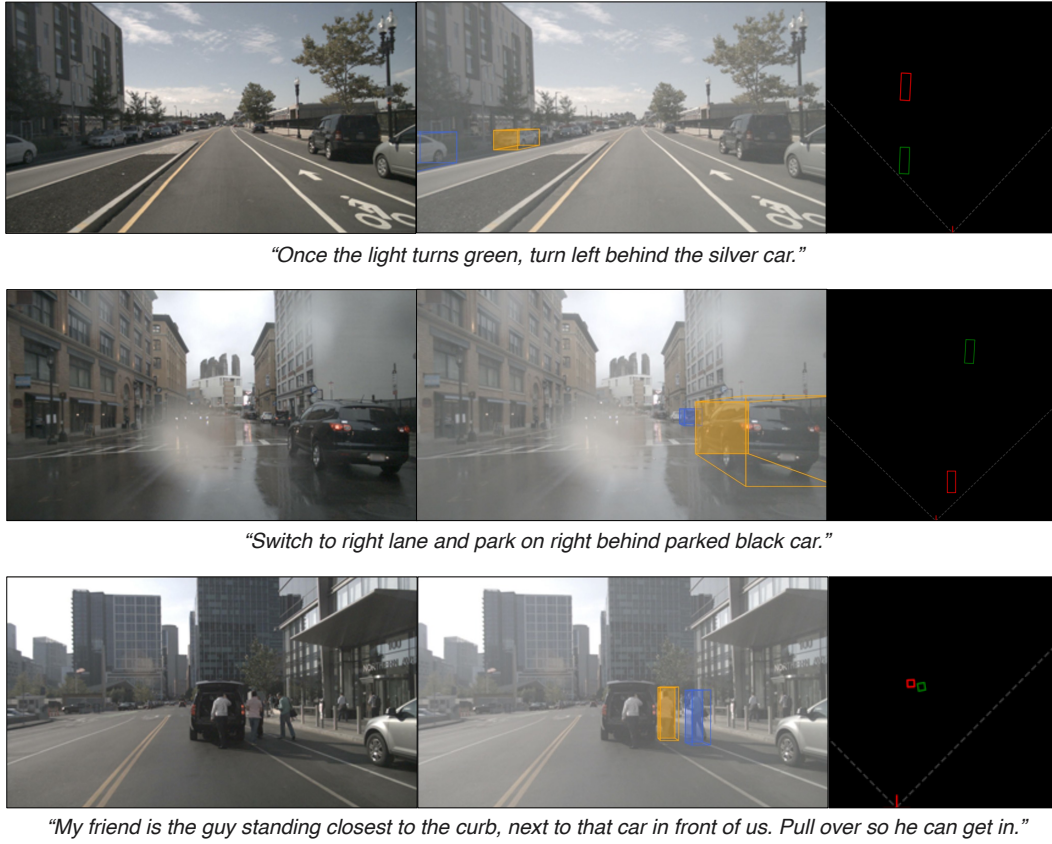 “Once the light turns green, turn left behind the silver car.”
“Switch to right lane and park on right behind parked black car.”
100
“My friend is the guy standing closest to the curb, next to that car in front of us. Pull over so he can get in.”